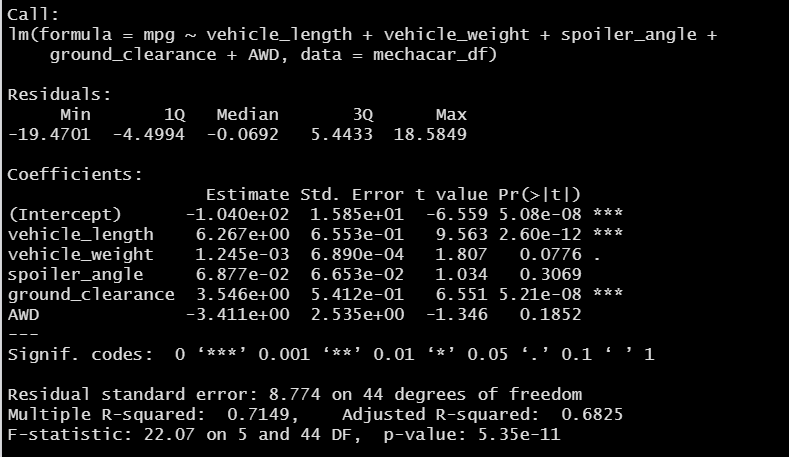 Call:
lm(formula = mpg ~ vehicle_length + vehicle_weight + spoiler_angle +
    ground_clearance + AWD, data = mechacar_df)

Residuals:
     Min       1Q   Median       3Q      Max
-19.4701  -4.4994  -0.0692   5.4433  18.5849

Coefficients:
                   Estimate Std. Error t value Pr(>|t|)
(Intercept)      -1.040e+02  1.585e+01  -6.559 5.08e-08 ***
vehicle_length    6.267e+00  6.553e-01   9.563 2.60e-12 ***
vehicle_weight    1.245e-03  6.890e-04   1.807   0.0776 .
spoiler_angle     6.877e-02  6.653e-02   1.034   0.3069
ground_clearance  3.546e+00  5.412e-01   6.551 5.21e-08 ***
AWD              -3.411e+00  2.535e+00  -1.346   0.1852
---
Signif. codes:  0 ‘***’ 0.001 ‘**’ 0.01 ‘*’ 0.05 ‘.’ 0.1 ‘ ’ 1

Residual standard error: 8.774 on 44 degrees of freedom
Multiple R-squared:  0.7149,    Adjusted R-squared:  0.6825
F-statistic: 22.07 on 5 and 44 DF,  p-value: 5.35e-11